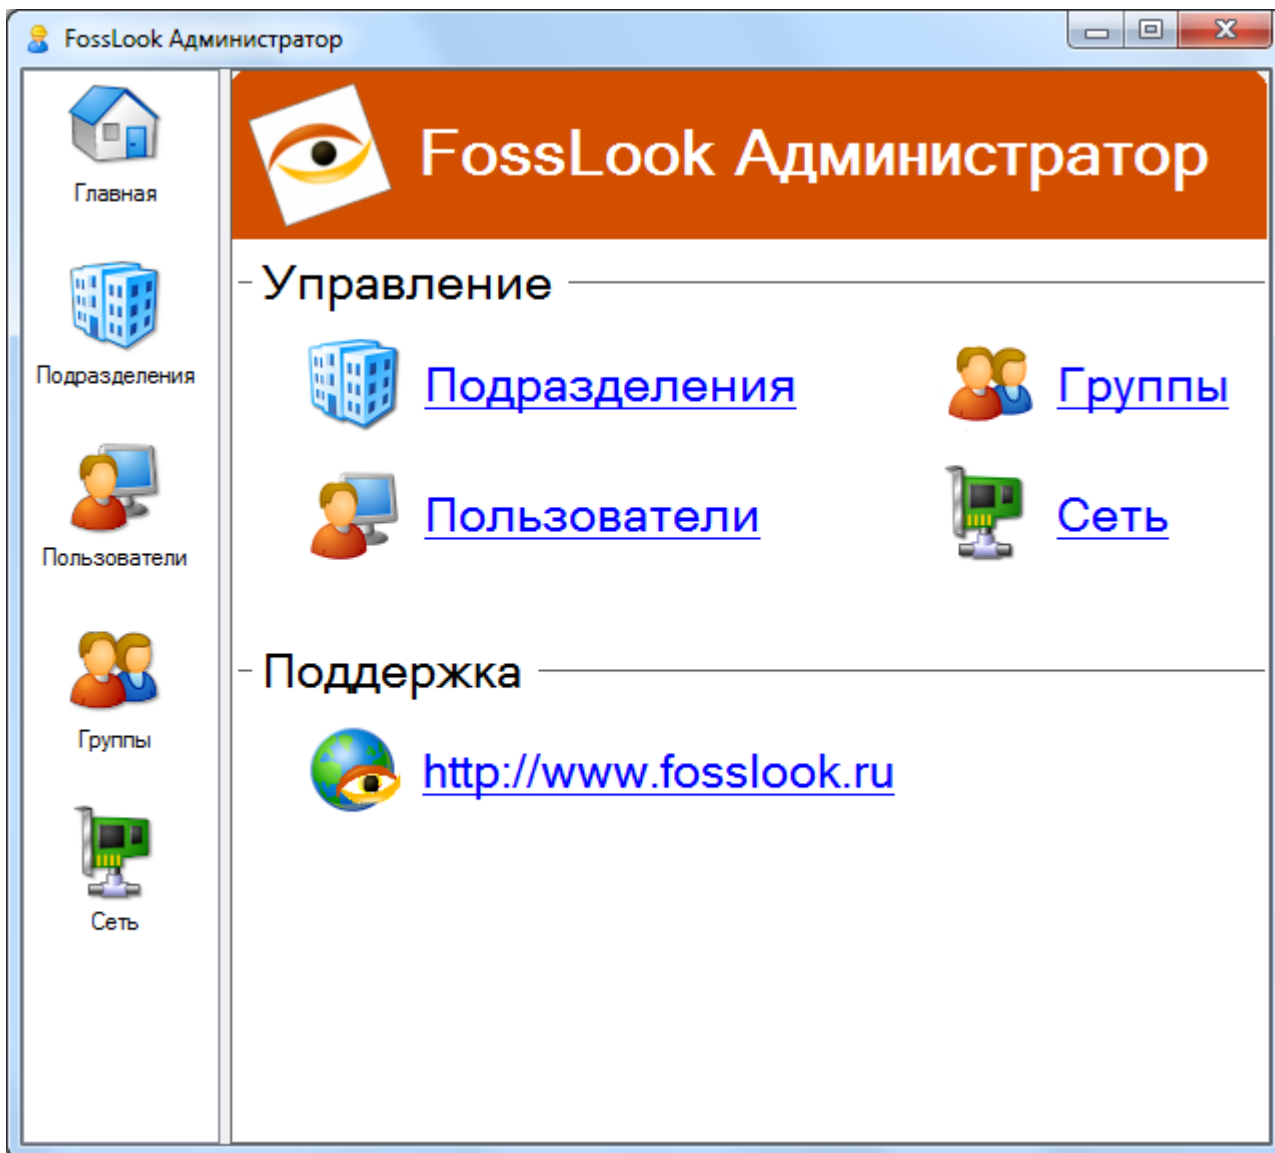 FossLook Администратор
Главная
Подразделения
Пользователи
Группы
Сеть
FossLook Администратор
Управление
Подразделения
Группы
Пользователи
Сеть
Поддержка
http://www.fosslook.ru